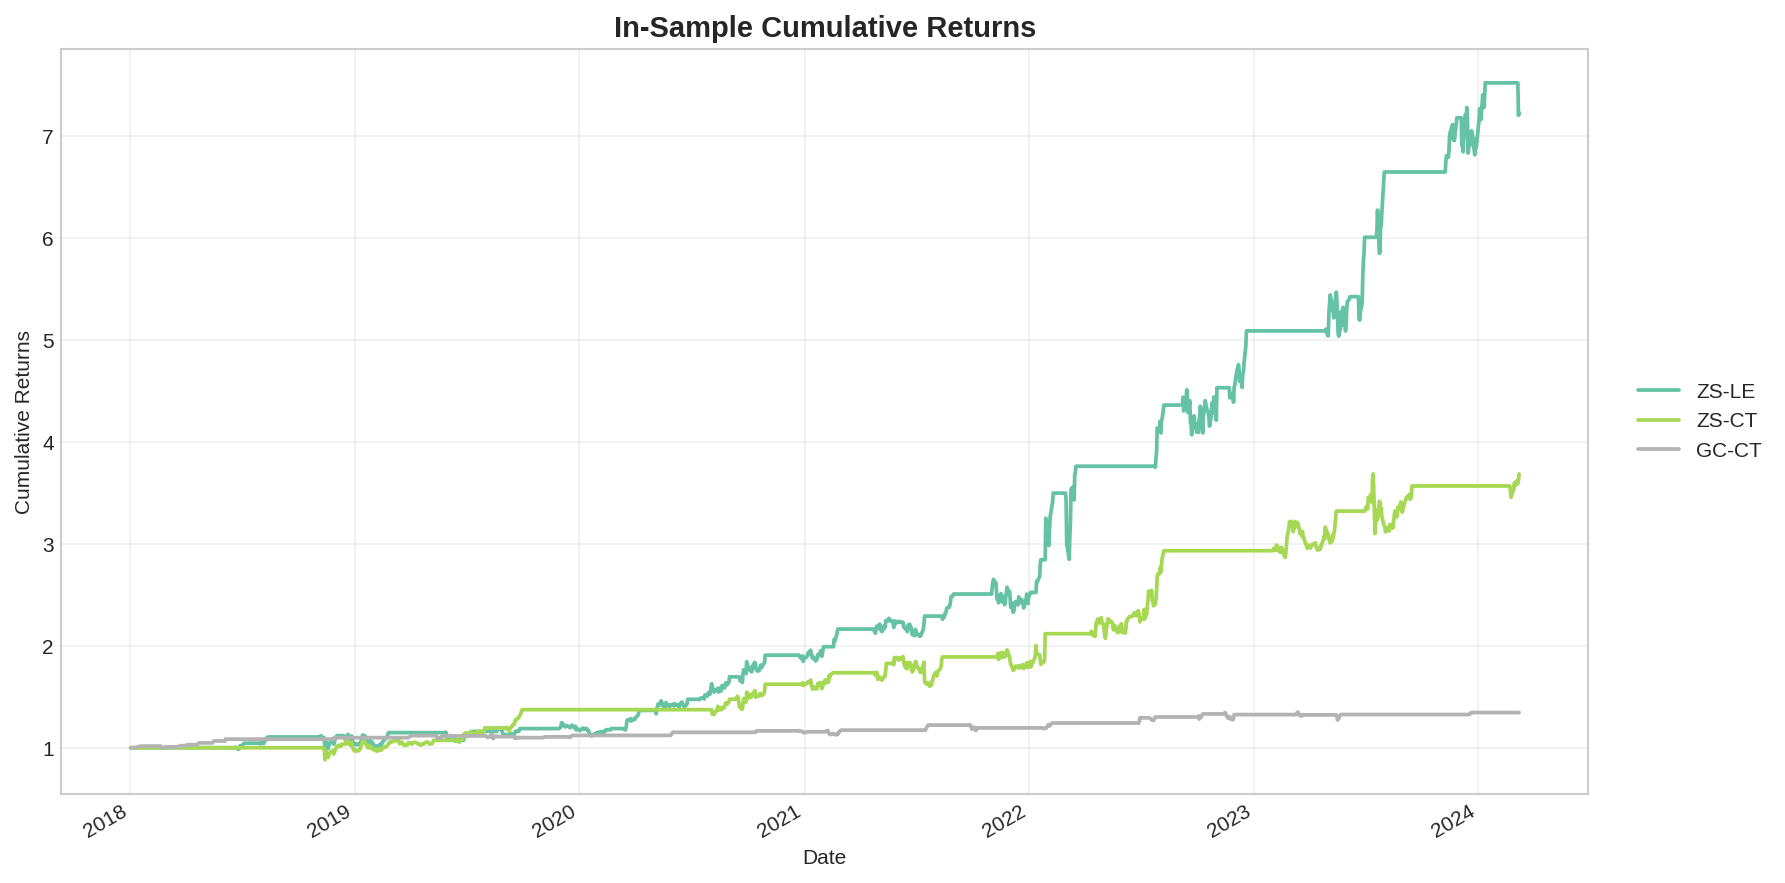 In-Sample Cumulative Returns
Cumulative Returns
7
6
5
4
3
2
1
2018
2019
2020
2021
2022
2023
2024
Date
ZS-LE
ZS-CT
GC-CT